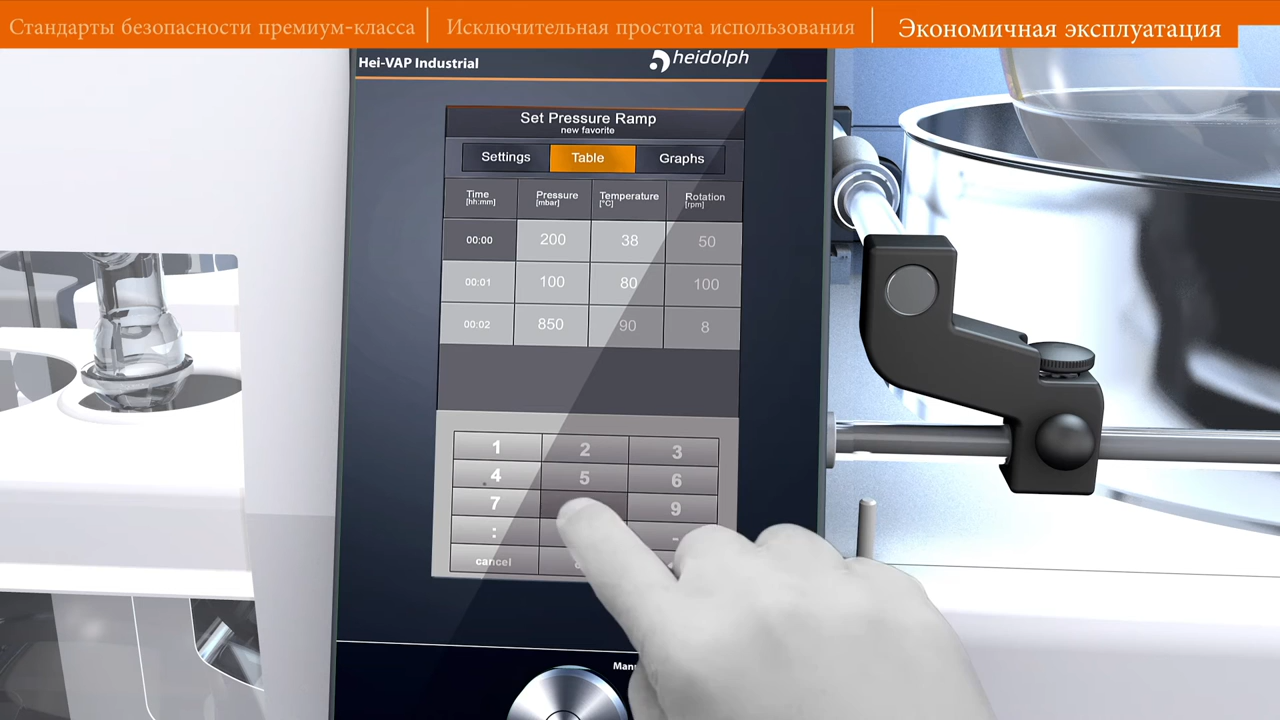 Стандарты безопасности премиум-класса | Исключительная простота использования | Экономичная эксплуатация
Hei-VAP Industrial heidolph
Set Pressure Ramp
new favorite
Settings Table Graphs
Time Pressure Temperature Rotation
[hh:mm] [mbar] [°C] [rpm]
00:00 200 38 50
00:01 100 80 100
00:02 850 90 8
1 2 3
4 5 6
7 9
: -
cancel